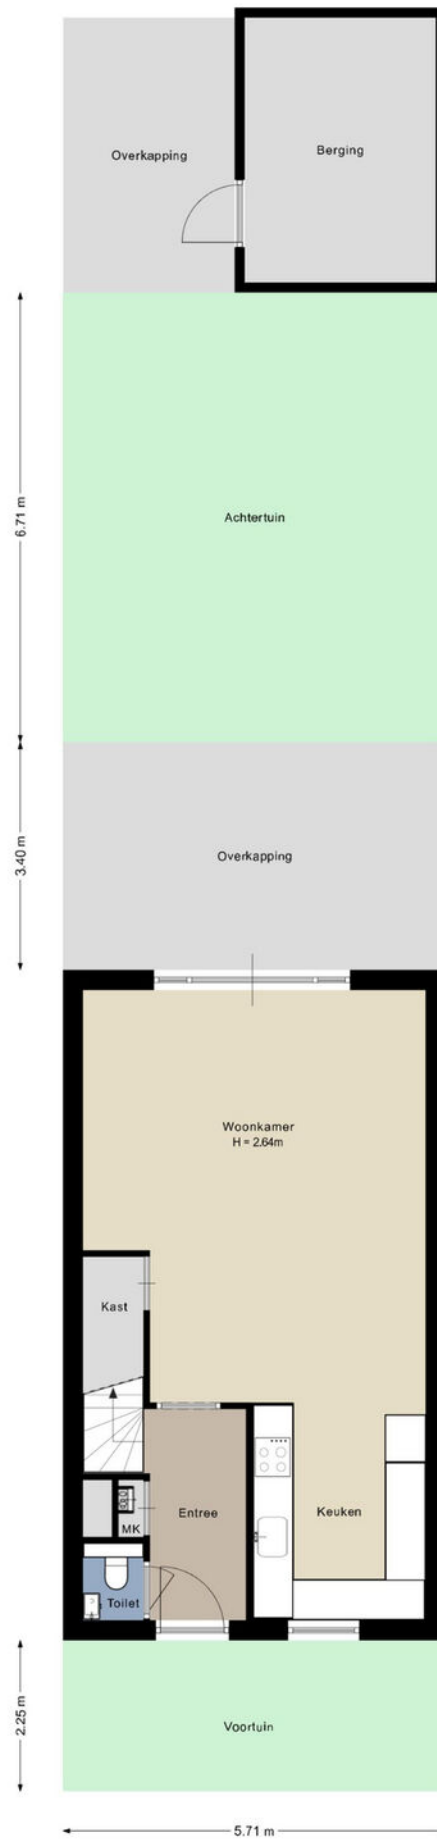 Overkapping
Berging
6.71 m
Achtertuin
3.40 m
Overkapping
Woonkamer
H = 2.64m
Kast
Entree
Keuken
MK
Toilet
2.25 m
Voortuin
5.71 m